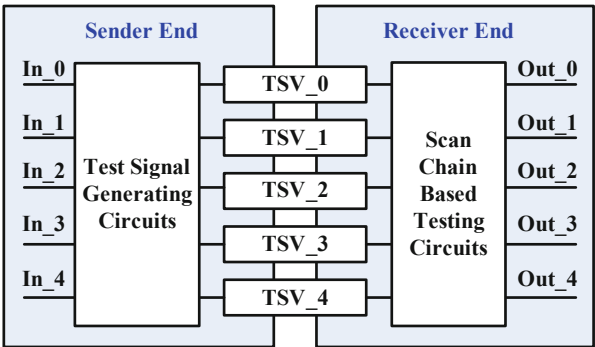 Sender End
Receiver End
In_0
In_1
In_2
In_3
In_4
Test Signal
Generating
Circuits
TSV_0
TSV_1
TSV_2
TSV_3
TSV_4
Scan
Chain
Based
Testing
Circuits
Out_0
Out_1
Out_2
Out_3
Out_4